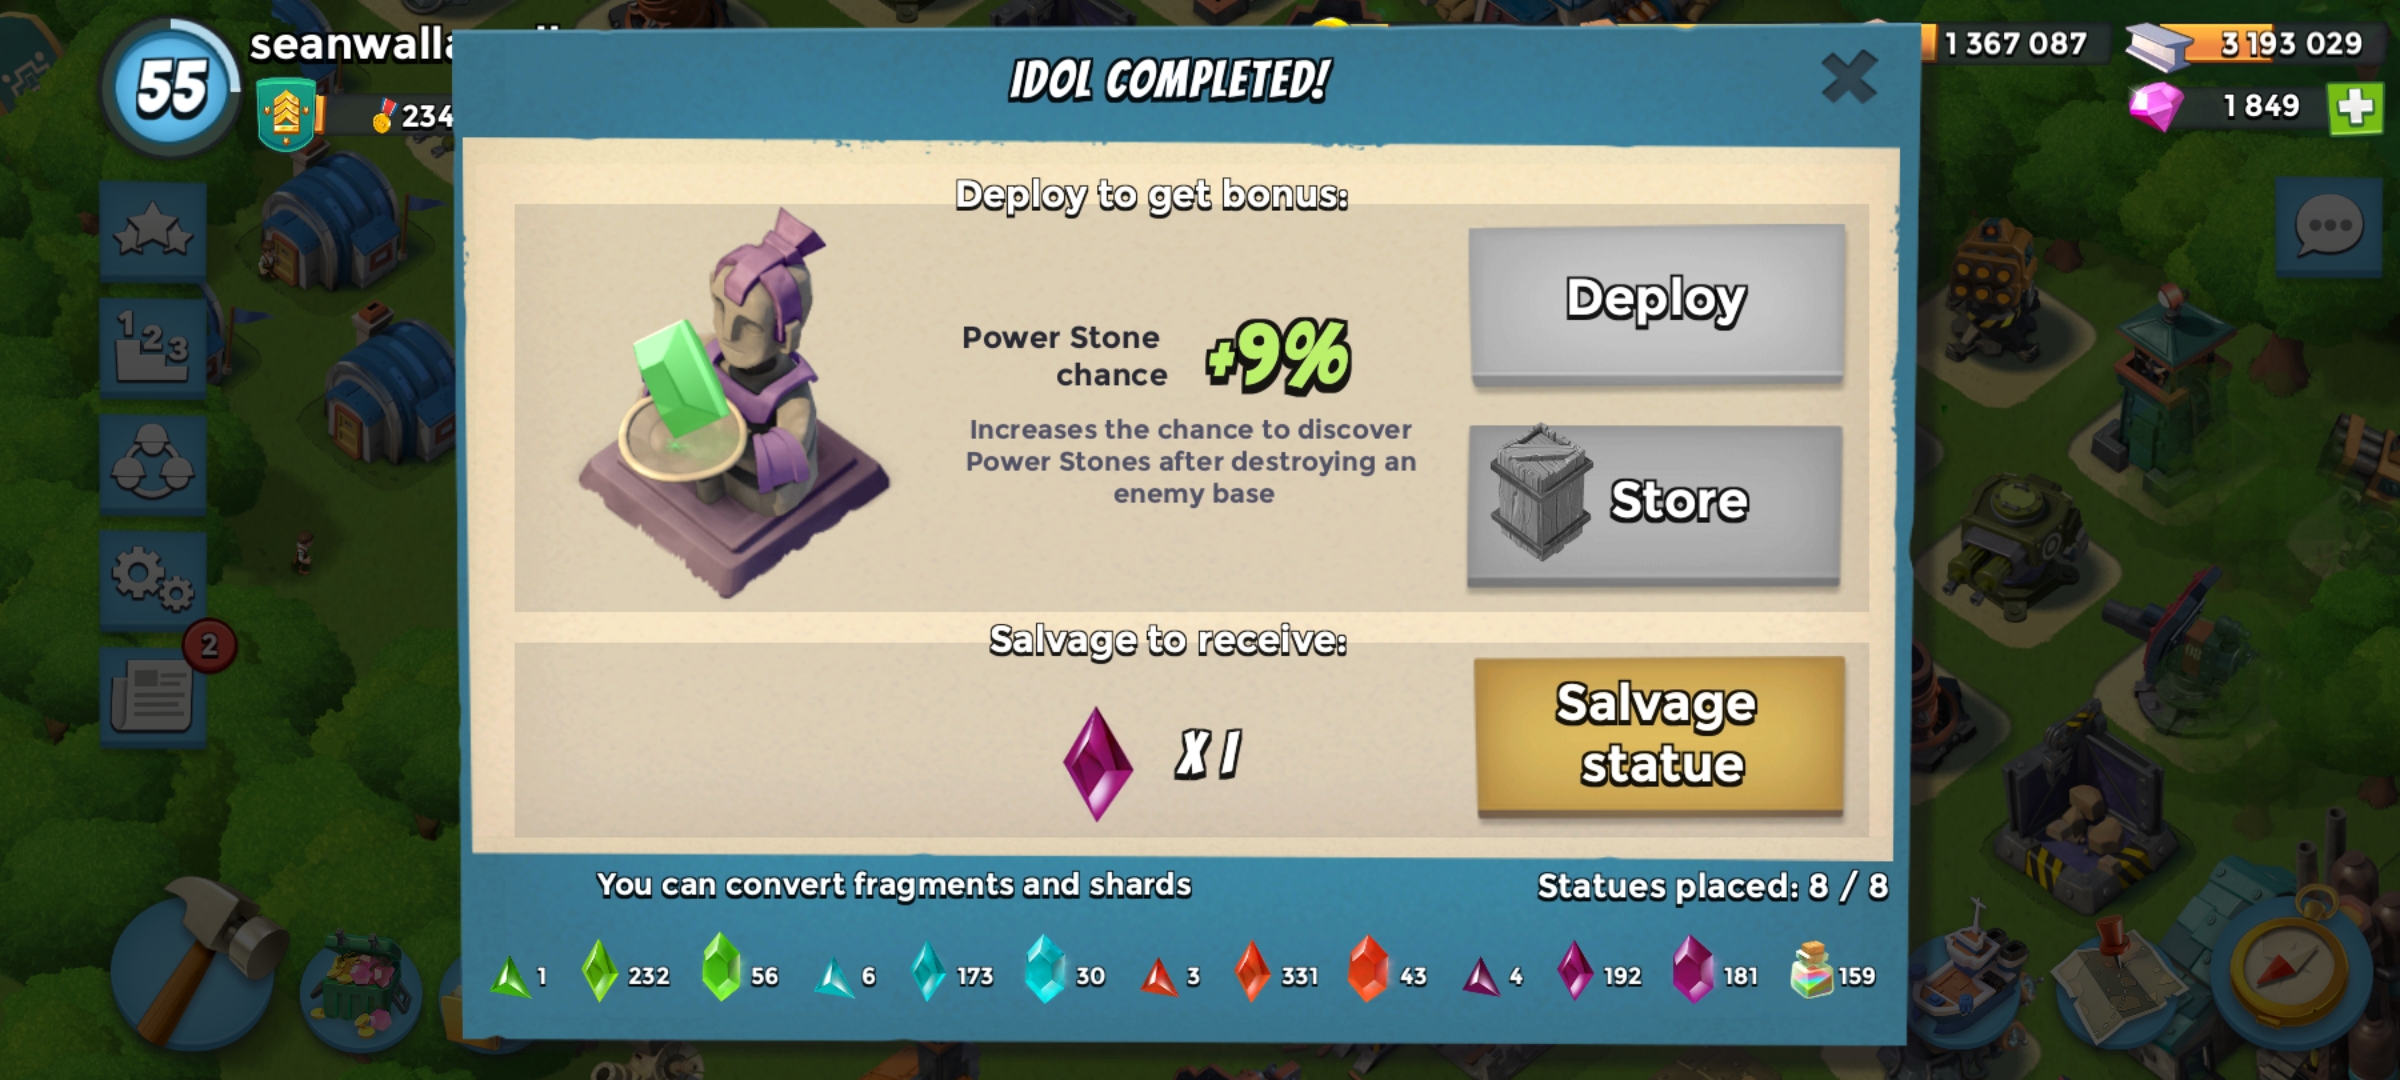 55
IDOL COMPLETED!
1 367 087
3 193 029
234
1 849
Deploy to get bonus:
Deploy
Power Stone
chance
+9%
Increases the chance to discover
Power Stones after destroying an
enemy base
Store
1 2 3
2
Salvage to receive:
X 1
Salvage
statue
You can convert fragments and shards
Statues placed: 8 / 8
1 232 56 6 173 30 3 331 43 4 192 181 159